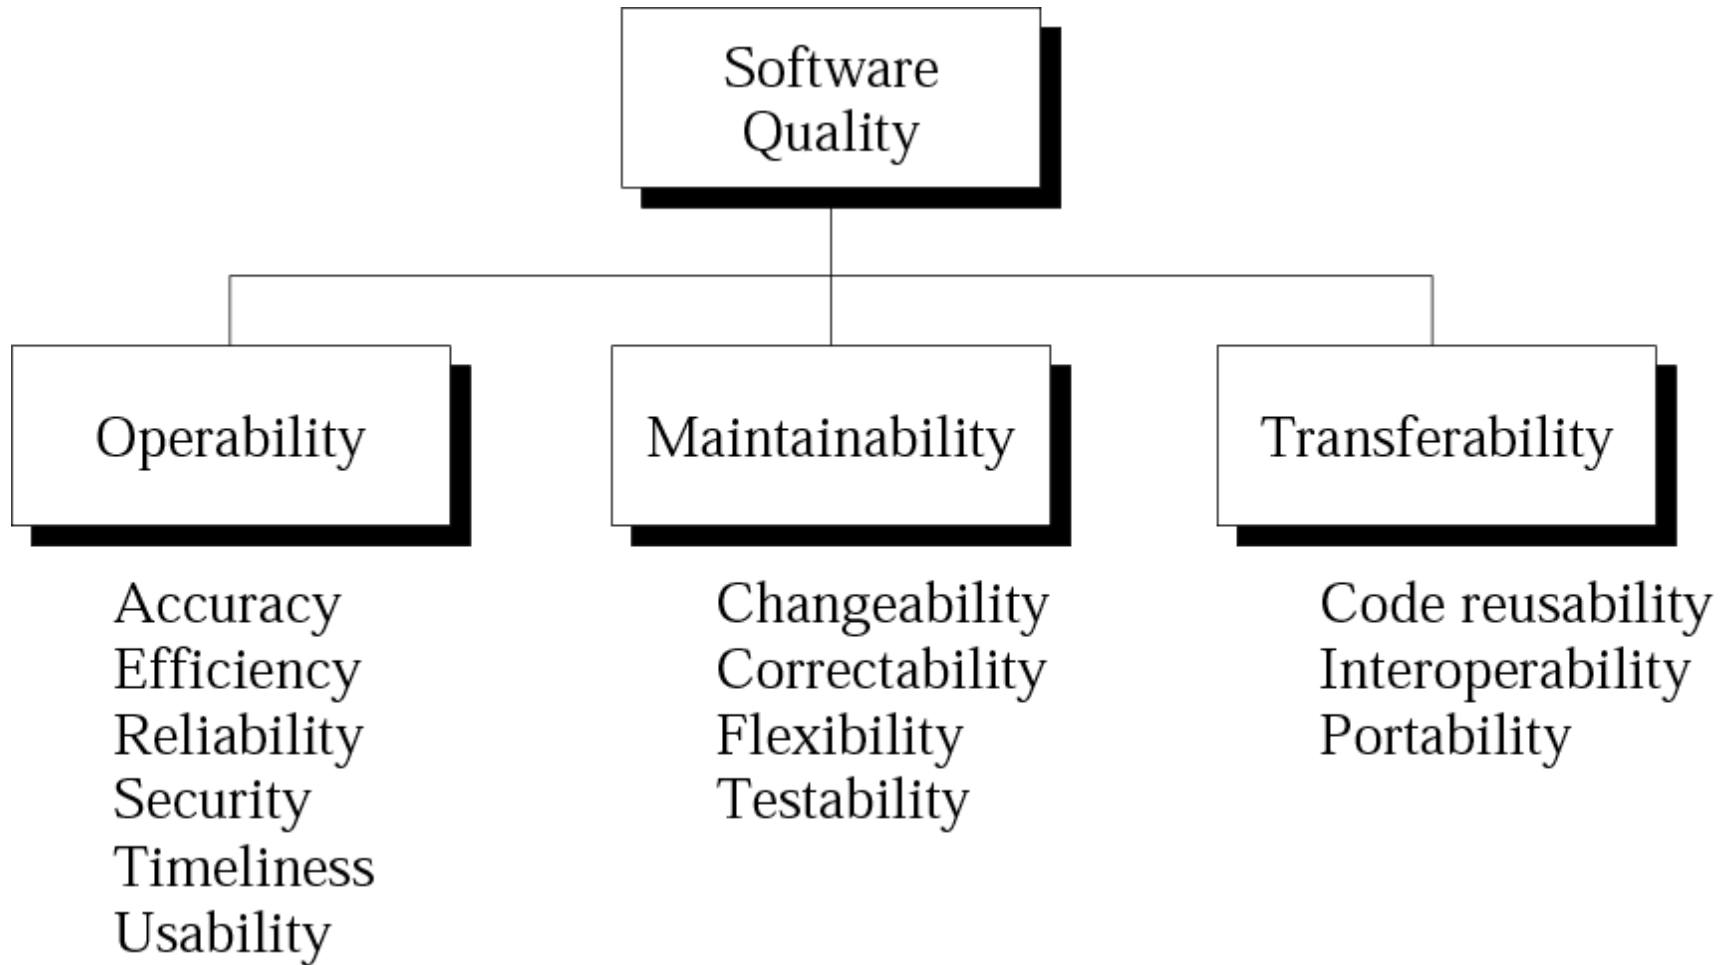 Software
Quality
Operability
Maintainability
Transferability
Accuracy
Efficiency
Reliability
Security
Timeliness
Usability
Changeability
Correctability
Flexibility
Testability
Code reusability
Interoperability
Portability